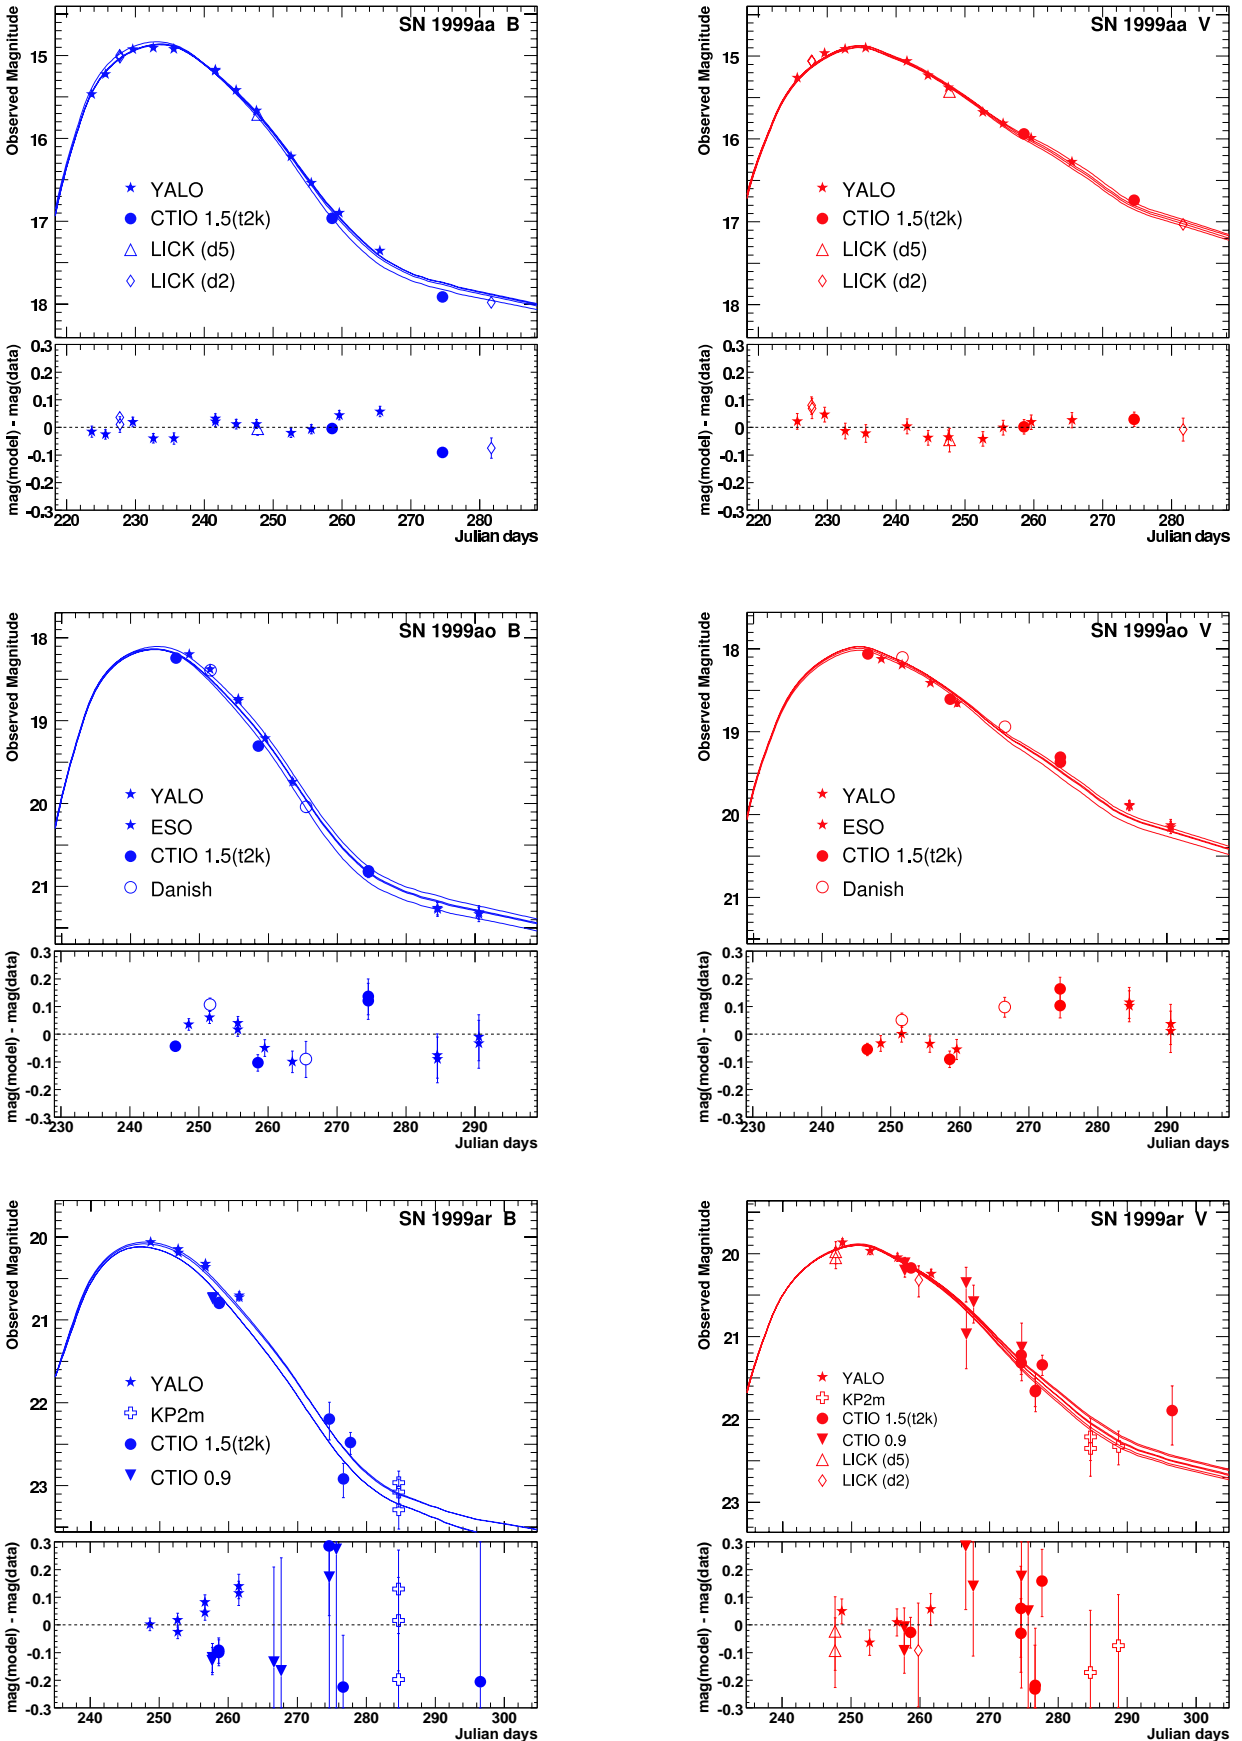 SN 1999aa B
Observed Magnitude
15
16
17
18
YALO
CTIO 1.5(t2k)
LICK (d5)
LICK (d2)
mag(model) - mag(data)
0.3
0.2
0.1
0
-0.1
-0.2
-0.3
220 230 240 250 260 270 280
Julian days
SN 1999aa V
Observed Magnitude
15
16
17
18
YALO
CTIO 1.5(t2k)
LICK (d5)
LICK (d2)
mag(model) - mag(data)
0.3
0.2
0.1
0
-0.1
-0.2
-0.3
220 230 240 250 260 270 280
Julian days
SN 1999ao B
Observed Magnitude
18
19
20
21
YALO
ESO
CTIO 1.5(t2k)
Danish
mag(model) - mag(data)
0.3
0.2
0.1
0
-0.1
-0.2
-0.3
230 240 250 260 270 280 290
Julian days
SN 1999ao V
Observed Magnitude
18
19
20
21
YALO
ESO
CTIO 1.5(t2k)
Danish
mag(model) - mag(data)
0.3
0.2
0.1
0
-0.1
-0.2
-0.3
230 240 250 260 270 280 290
Julian days
SN 1999ar B
Observed Magnitude
20
21
22
23
YALO
KP2m
CTIO 1.5(t2k)
CTIO 0.9
mag(model) - mag(data)
0.3
0.2
0.1
0
-0.1
-0.2
-0.3
240 250 260 270 280 290 300
Julian days
SN 1999ar V
Observed Magnitude
20
21
22
23
YALO
KP2m
CTIO 1.5(t2k)
CTIO 0.9
LICK (d5)
LICK (d2)
mag(model) - mag(data)
0.3
0.2
0.1
0
-0.1
-0.2
-0.3
240 250 260 270 280 290 300
Julian days